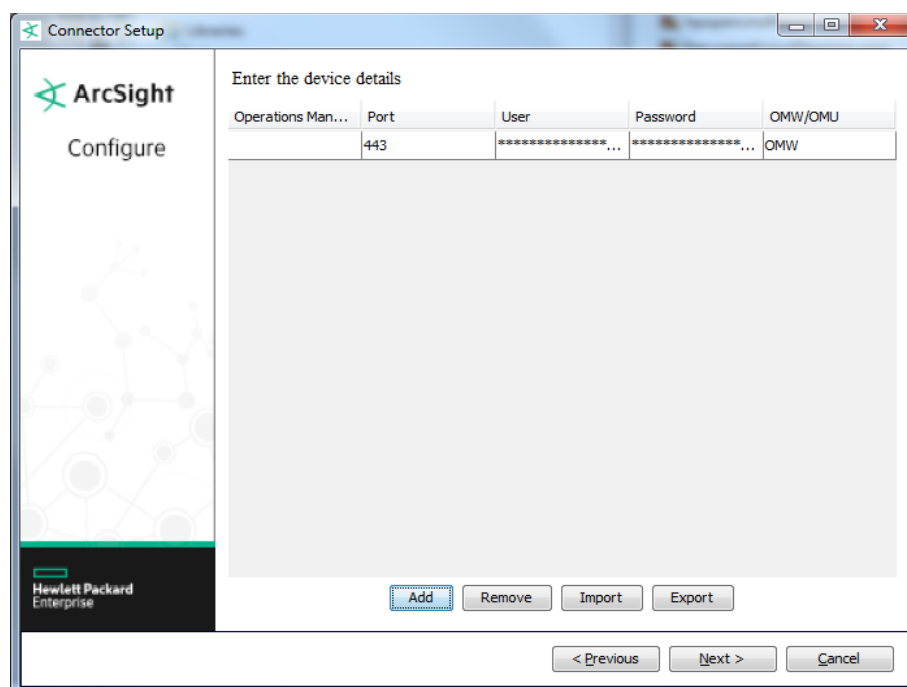 Connector Setup
ArcSight
Configure
Enter the device details
Operations Man... Port User Password OMW/OMU
443 **************... **************... OMW
Hewlett Packard
Enterprise
Add Remove Import Export
< Previous Next > Cancel